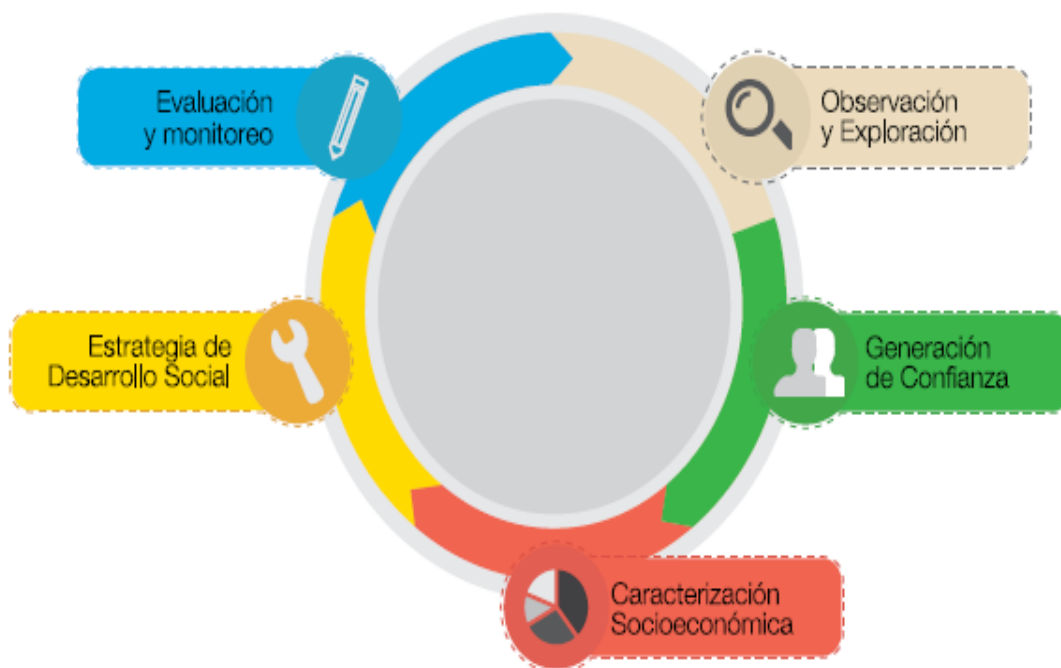 Evaluación
y monitoreo
Observación
y Exploración
Estrategia de
Desarrollo Social
Generación
de Confianza
Caracterización
Socioeconómica